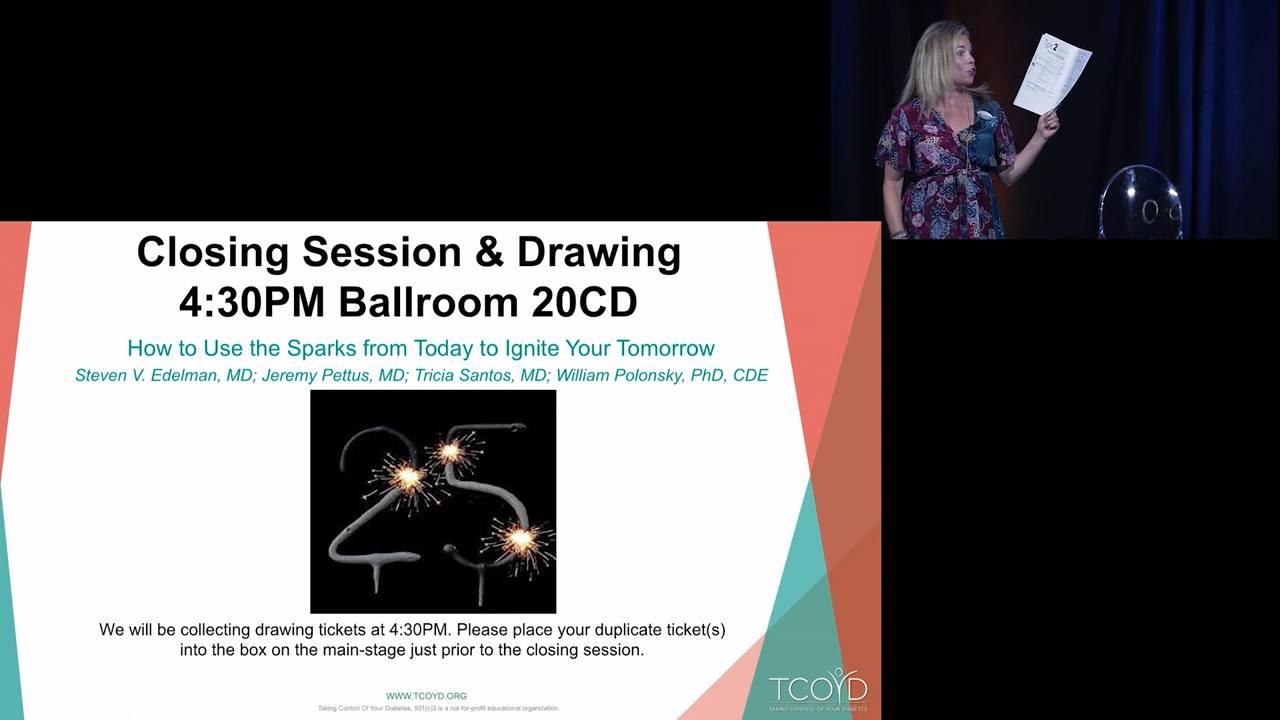 Type 2
Closing Session & Drawing
4:30PM Ballroom 20CD
How to Use the Sparks from Today to Ignite Your Tomorrow
Steven V. Edelman, MD; Jeremy Pettus, MD; Tricia Santos, MD; William Polonsky, PhD, CDE
25
We will be collecting drawing tickets at 4:30PM. Please place your duplicate ticket(s)
into the box on the main-stage just prior to the closing session.
WWW.TCOYD.ORG
Taking Control Of Your Diabetes, 501(c)3 is a not-for-profit educational organization.
TCOYD
TAKING CONTROL OF YOUR DIABETES